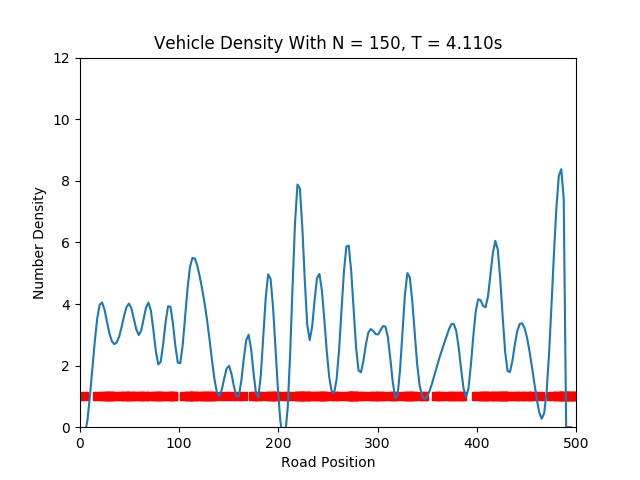 Vehicle Density With N = 150, T = 4.110s
12
10
8
6
4
2
0
Number Density
0 100 200 300 400 500
Road Position